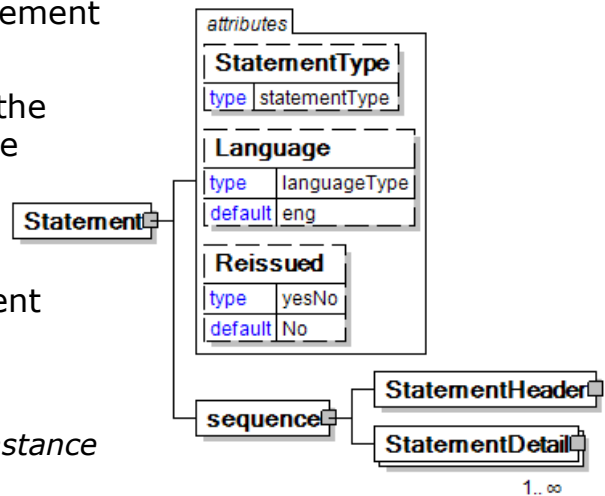 ement
the
e
ent
stance
attributes
StatementType
type statementType
Language
type languageType
default eng
Reissued
type yesNo
default No
Statement
sequence
StatementHeader
StatementDetail
1.. ∞